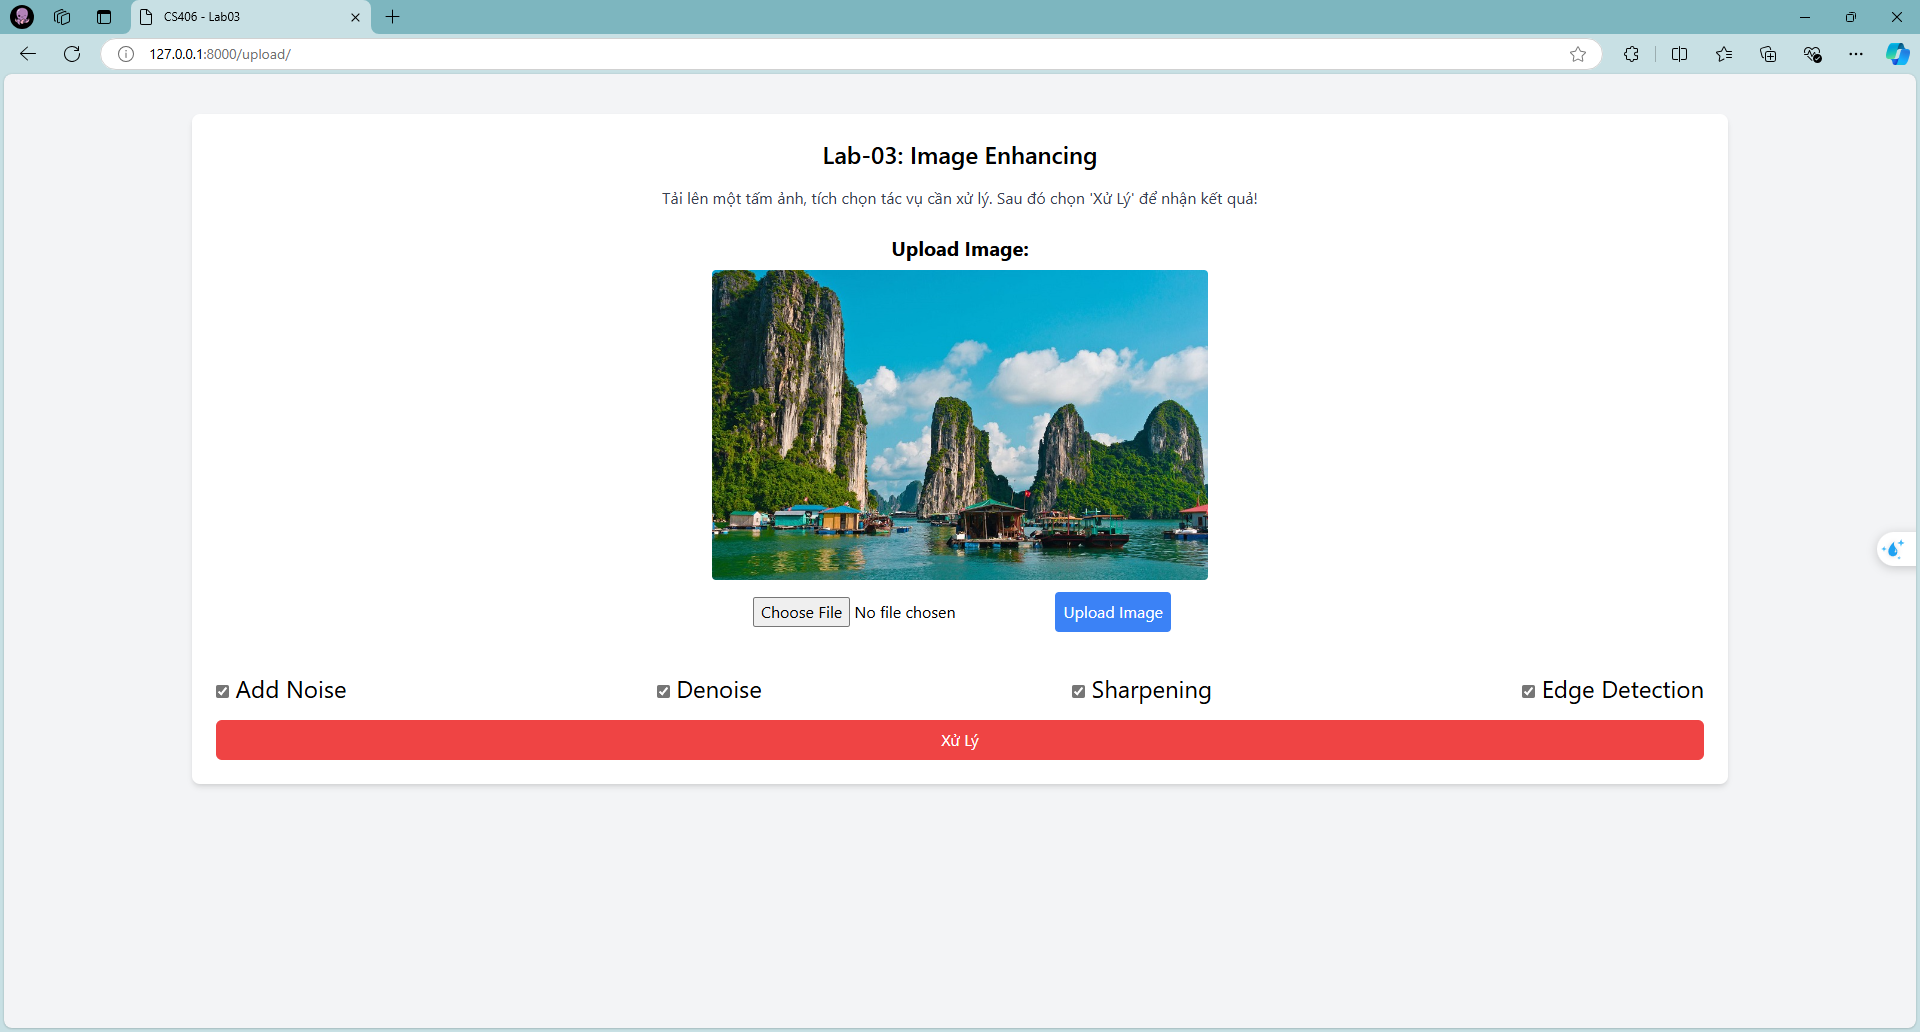 CS406 - Lab03
127.0.0.1:8000/upload/
Lab-03: Image Enhancing
Tải lên một tấm ảnh, tích chọn tác vụ cần xử lý. Sau đó chọn 'Xử Lý' để nhận kết quả!
Upload Image:
Choose File No file chosen
Upload Image
Add Noise
Denoise
Sharpening
Edge Detection
Xử Lý